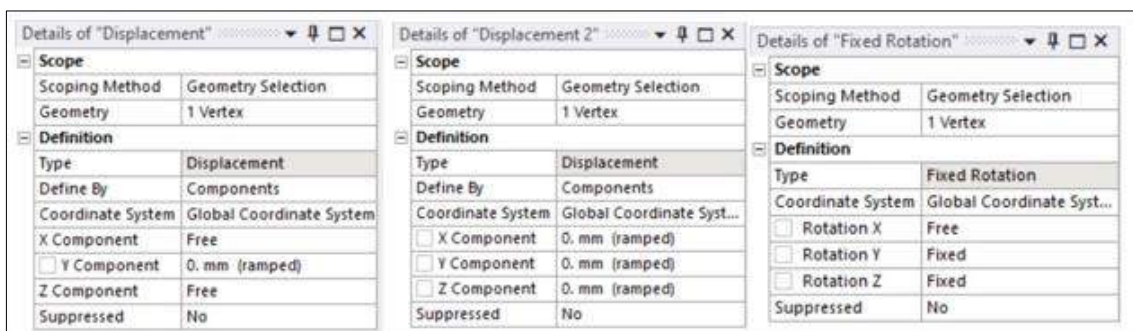 Details of "Displacement"
Scope
Scoping Method Geometry Selection
Geometry 1 Vertex
Definition
Type Displacement
Define By Components
Coordinate System Global Coordinate System
X Component Free
Y Component 0. mm (ramped)
Z Component Free
Suppressed No
Details of "Displacement 2"
Scope
Scoping Method Geometry Selection
Geometry 1 Vertex
Definition
Type Displacement
Define By Components
Coordinate System Global Coordinate Syst...
X Component 0. mm (ramped)
Y Component 0. mm (ramped)
Z Component 0. mm (ramped)
Suppressed No
Details of "Fixed Rotation"
Scope
Scoping Method Geometry Selection
Geometry 1 Vertex
Definition
Type Fixed Rotation
Coordinate System Global Coordinate Syst...
Rotation X Free
Rotation Y Fixed
Rotation Z Fixed
Suppressed No